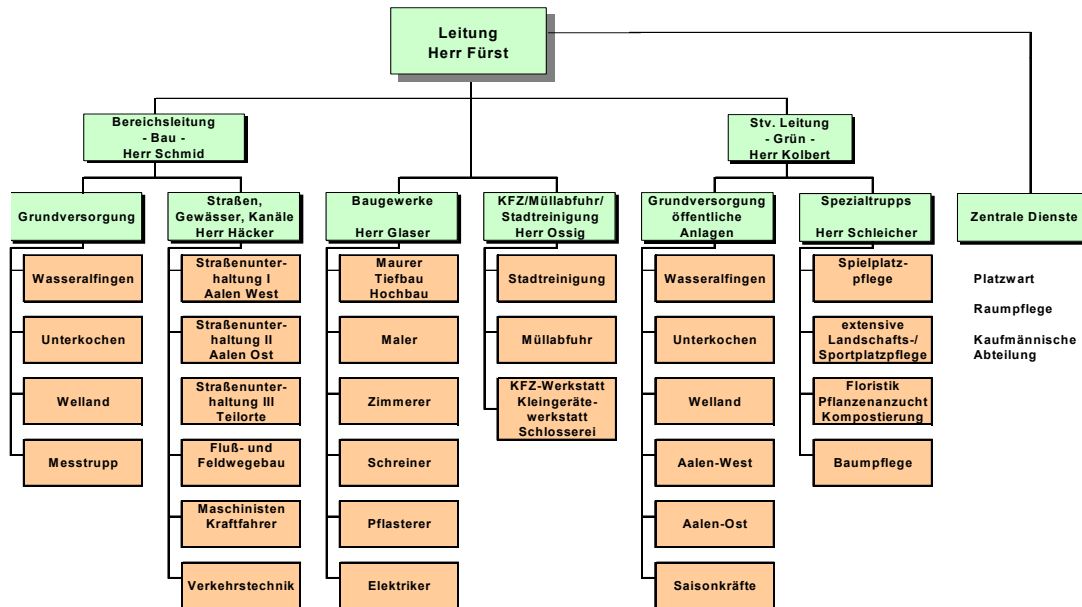 Leitung
Herr Fürst
Bereichsleitung
- Bau -
Herr Schmid
Stv. Leitung
- Grün -
Herr Kolbert
Grundversorgung
Straßen,
Gewässer, Kanäle
Herr Häcker
Baugewerke
Herr Glaser
KFZ/Müllabfuhr/
Stadtreinigung
Herr Ossig
Grundversorgung
öffentliche
Anlagen
Spezialtrupps
Herr Schleicher
Zentrale Dienste
Wasseralfingen
Unterkochen
Welland
Messtrupp
Straßenunter-
haltung I
Aalen West
Straßenunter-
haltung II
Aalen Ost
Straßenunter-
haltung III
Teilorte
Fluß- und
Feldwegebau
Maschinisten
Kraftfahrer
Verkehrstechnik
Maurer
Tiefbau
Hochbau
Maler
Zimmerer
Schreiner
Pflasterer
Elektriker
Stadtreinigung
Müllabfuhr
KFZ-Werkstatt
Kleingeräte-
werkstatt
Schlosserei
Wasseralfingen
Unterkochen
Welland
Aalen-West
Aalen-Ost
Saisonkräfte
Spielplatz-
pflege
extensive
Landschafts-/
Sportplatzpflege
Floristik
Pflanzenanzucht
Kompostierung
Baumpflege
Platzwart
Raumpflege
Kaufmännische
Abteilung